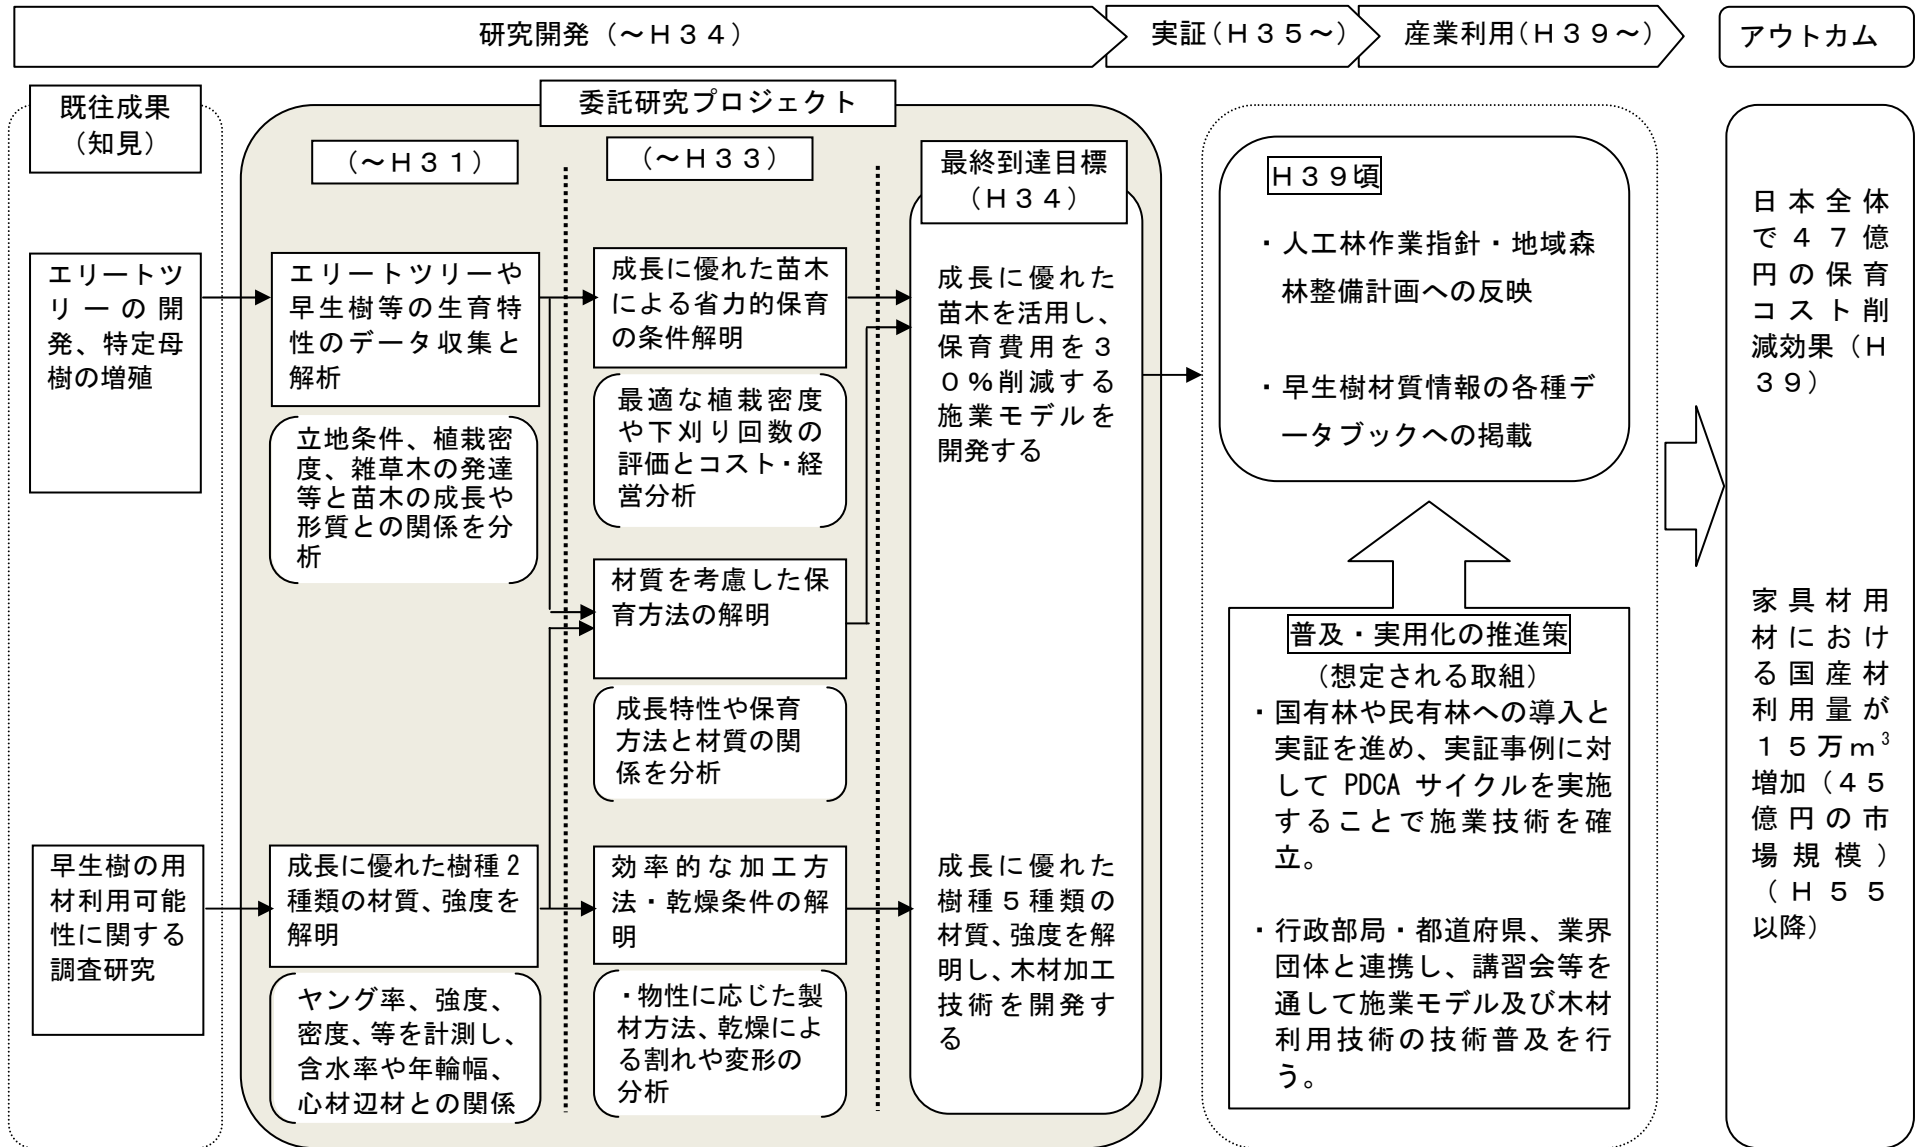 研究開発（～Ｈ３４）
実証（Ｈ３５～）
産業利用（Ｈ３９～）
アウトカム
既往成果
（知見）
エリートツ
リーの開
発、特定母
樹の増殖
早生樹の用
材利用可能
性に関する
調査研究
委託研究プロジェクト
（～Ｈ３１）
エリートツリーや
早生樹等の生育特
性のデータ収集と
解析
立地条件、植栽密
度、雑草木の発達
等と苗木の成長や
形質との関係を分
析
成長に優れた樹種２
種類の材質、強度を
解明
ヤング率、強度、
密度、等を計測し、
含水率や年輪幅、
心材辺材との関係
（～Ｈ３３）
成長に優れた苗木
による省力的保育
の条件解明
最適な植栽密度
や下刈り回数の
評価とコスト・経
営分析
材質を考慮した保
育方法の解明
成長特性や保育
方法と材質の関
係を分析
効率的な加工方
法・乾燥条件の解
明
・物性に応じた製
材方法、乾燥によ
る割れや変形の
分析
最終到達目標
（Ｈ３４）
成長に優れた
苗木を活用し、
保育費用を３
０％削減する
施業モデルを
開発する
成長に優れた
樹種５種類の
材質、強度を解
明し、木材加工
技術を開発す
る
Ｈ３９頃
・人工林作業指針・地域森
林整備計画への反映
・早生樹材質情報の各種デ
ータブックへの掲載
普及・実用化の推進策
（想定される取組）
・国有林や民有林への導入と
実証を進め、実証事例に対
して PDCA サイクルを実施
することで施業技術を確
立。
・行政部局・都道府県、業界
団体と連携し、講習会等を
通して施業モデル及び木材
利用技術の技術普及を行
う。
日本全体
で４７億
円の保育
コスト削
減効果（Ｈ
３９）
家具材用
材におけ
る国産材
利用量が
１５万ｍ³
増加（４５
億円の市
場規模）
（Ｈ５５
以降）